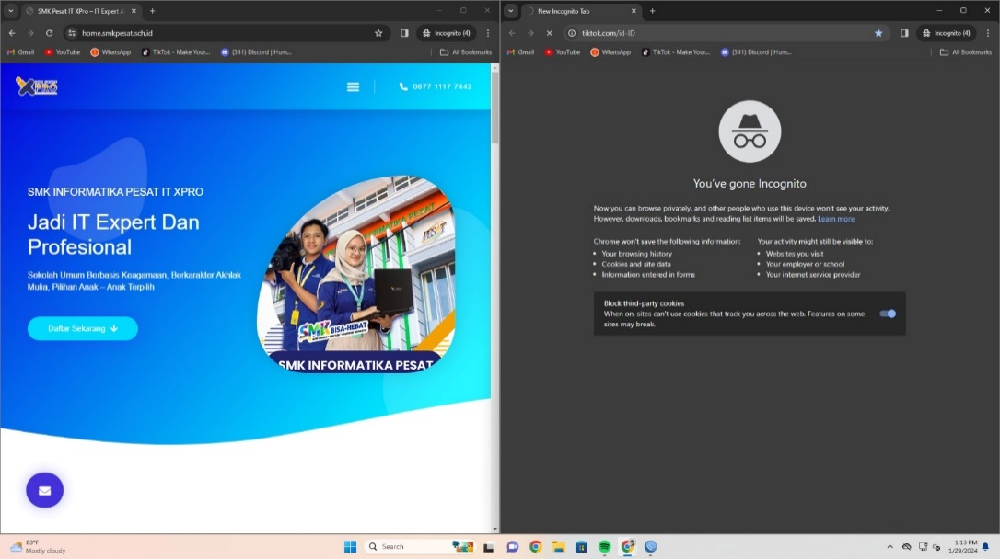 SMK Pesat IT XPro – IT Expert
home.smkpesat.sch.id
Incognito (4)
Gmail
YouTube
WhatsApp
TikTok - Make Your...
(341) Discord | Hum...
All Bookmarks
XPRO
0877 1117 7442
SMK INFORMATIKA PESAT IT XPRO
Jadi IT Expert Dan
Profesional
Sekolah Umum Berbasis Keagamaan, Berkarakter Akhlak
Mulia, Pilihan Anak – Anak Terpilih
Daftar Sekarang
INFORMATIKA PESAT
PESAT
SMK BISA-HEBAT
SMK INFORMATIKA PESAT
New Incognito Tab
tiktok.com/id-ID
Incognito (4)
Gmail
YouTube
WhatsApp
TikTok - Make Your...
(341) Discord | Hum...
All Bookmarks
You've gone Incognito
Now you can browse privately, and other people who use this device won't see your activity.
However, downloads, bookmarks and reading list items will be saved. Learn more
Chrome won't save the following information:
• Your browsing history
• Cookies and site data
• Information entered in forms
Your activity might still be visible to:
• Websites you visit
• Your employer or school
• Your internet service provider
Block third-party cookies
When on, sites can't use cookies that track you across the web. Features on some
sites may break.
83°F
Mostly cloudy
Search
1:13 PM
1/29/2024